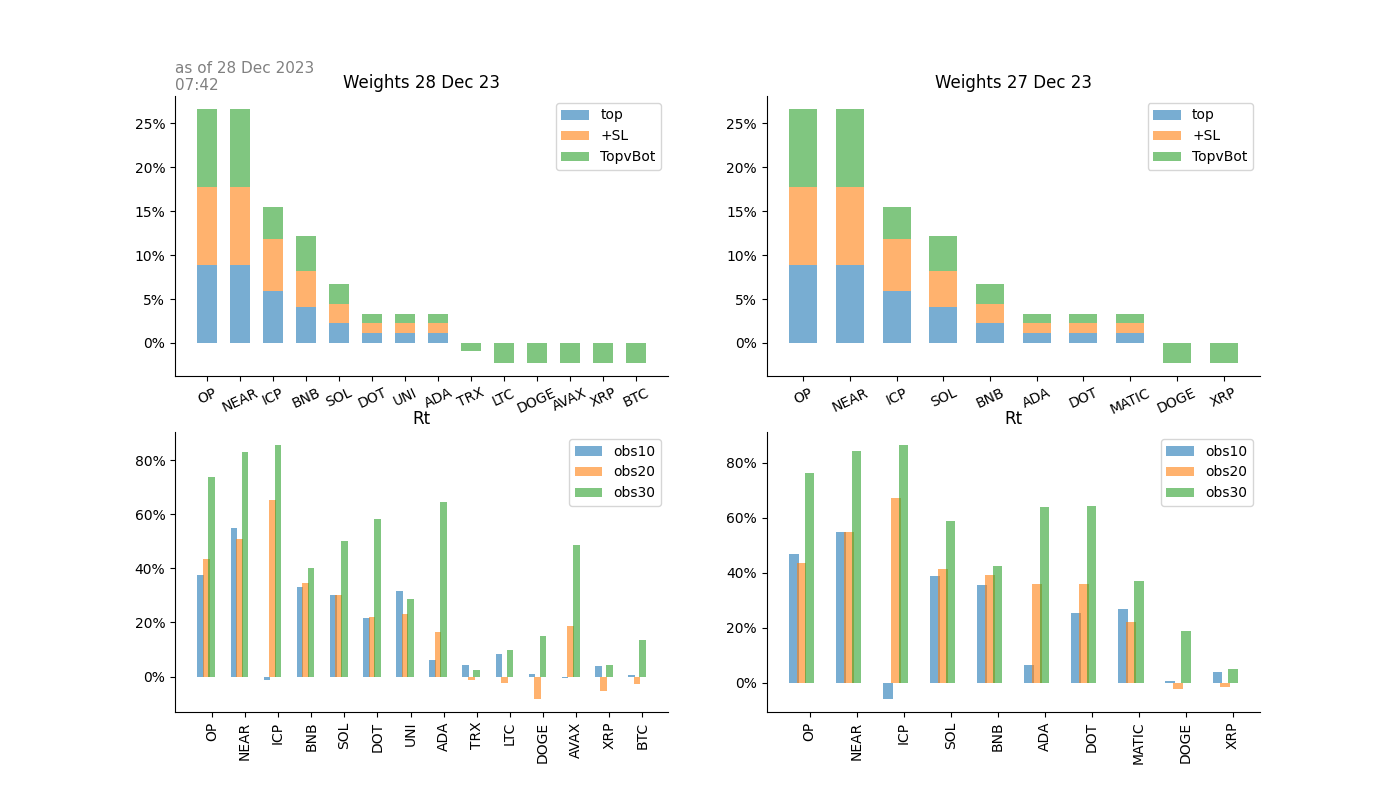 as of 28 Dec 2023
07:42
Weights 28 Dec 23
25%
20%
15%
10%
5%
0%
top
+SL
TopvBot
OP NEAR ICP BNB SOL DOT UNI ADA TRX LTC DOGE AVAX XRP BTC
Weights 27 Dec 23
25%
20%
15%
10%
5%
0%
top
+SL
TopvBot
OP NEAR ICP SOL BNB ADA DOT MATIC DOGE XRP
Rt
80%
60%
40%
20%
0%
obs10
obs20
obs30
OP NEAR ICP BNB SOL DOT UNI ADA TRX LTC DOGE AVAX XRP BTC
Rt
80%
60%
40%
20%
0%
obs10
obs20
obs30
OP NEAR ICP SOL BNB ADA DOT MATIC DOGE XRP